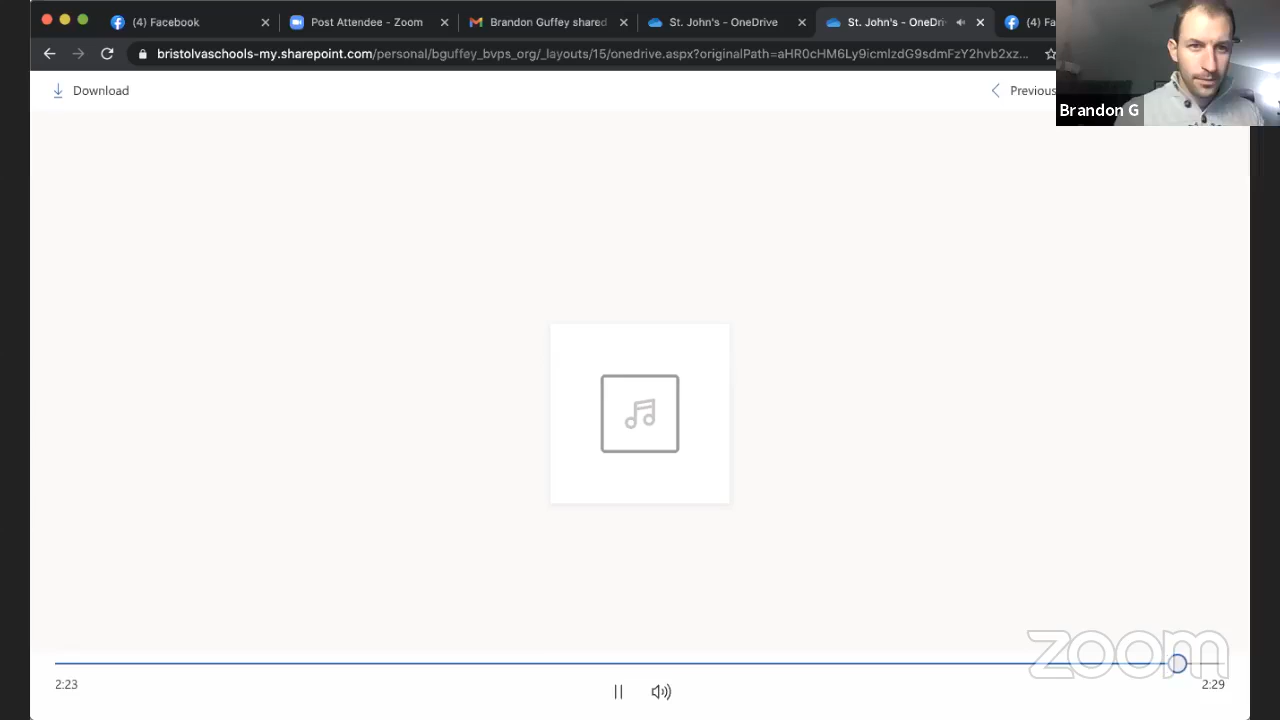 (4) Facebook
Post Attendee - Zoom
Brandon Guffey shared
St. John's - OneDrive
St. John's - OneDri
(4) Fa
bristolvaschools-my.sharepoint.com/personal/bguffey_bvps_org/_layouts/15/onedrive.aspx?originalPath=aHR0cHM6Ly9icmlzdG9sdmFzY2hvb2xz...
Download
Previous
Brandon G
zoom
2:23
2:29